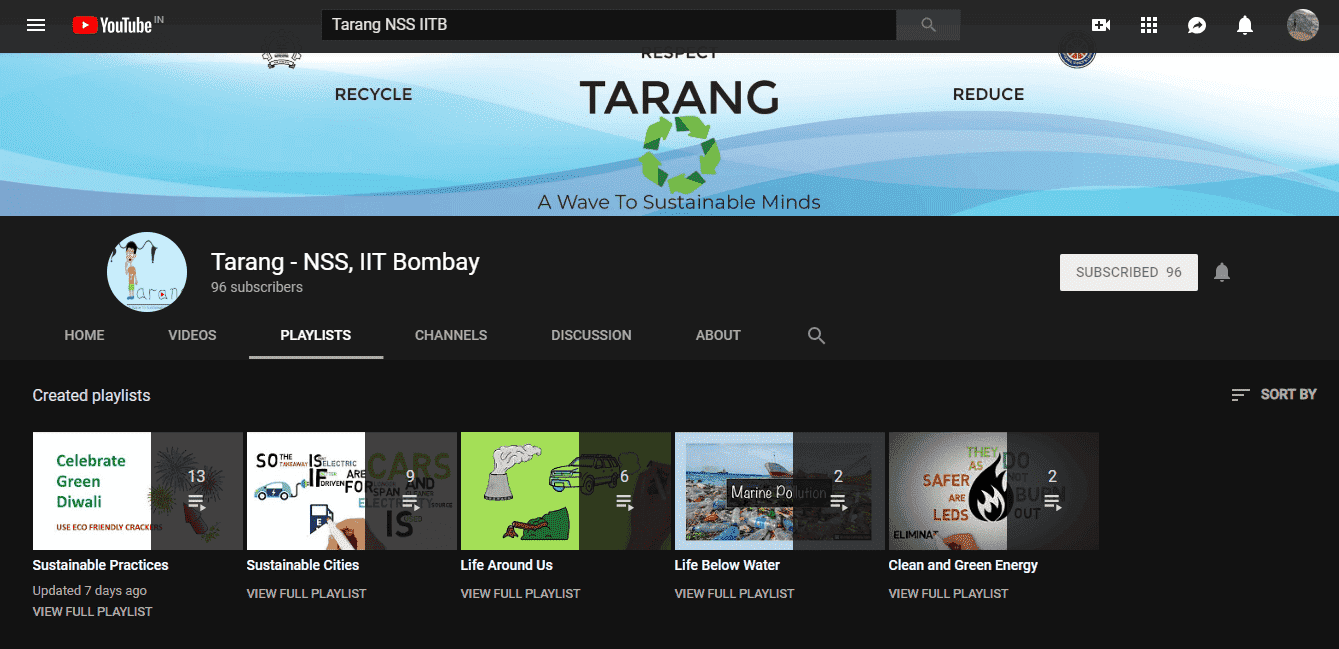 YouTube IN
Tarang NSS IITB
RESPECT
RECYCLE
TARANG
REDUCE
A Wave To Sustainable Minds
Tarang - NSS, IIT Bombay
96 subscribers
SUBSCRIBED 96
HOME
VIDEOS
PLAYLISTS
CHANNELS
DISCUSSION
ABOUT
Created playlists
SORT BY
Celebrate
Green
Diwali
USE ECO FRIENDLY CRACKERS
13
SO THE TAKEAWAY IS ELECTRIC CARS
IF DRIVEN ARE FOR
SPAN AND
IS
E
9
6
Marine Pollution
2
THEY DO
AS NOT
SAFER BURN
ARE OUT
LEDS
ELIMINA
2
Sustainable Practices
Updated 7 days ago
VIEW FULL PLAYLIST
Sustainable Cities
VIEW FULL PLAYLIST
Life Around Us
VIEW FULL PLAYLIST
Life Below Water
VIEW FULL PLAYLIST
Clean and Green Energy
VIEW FULL PLAYLIST